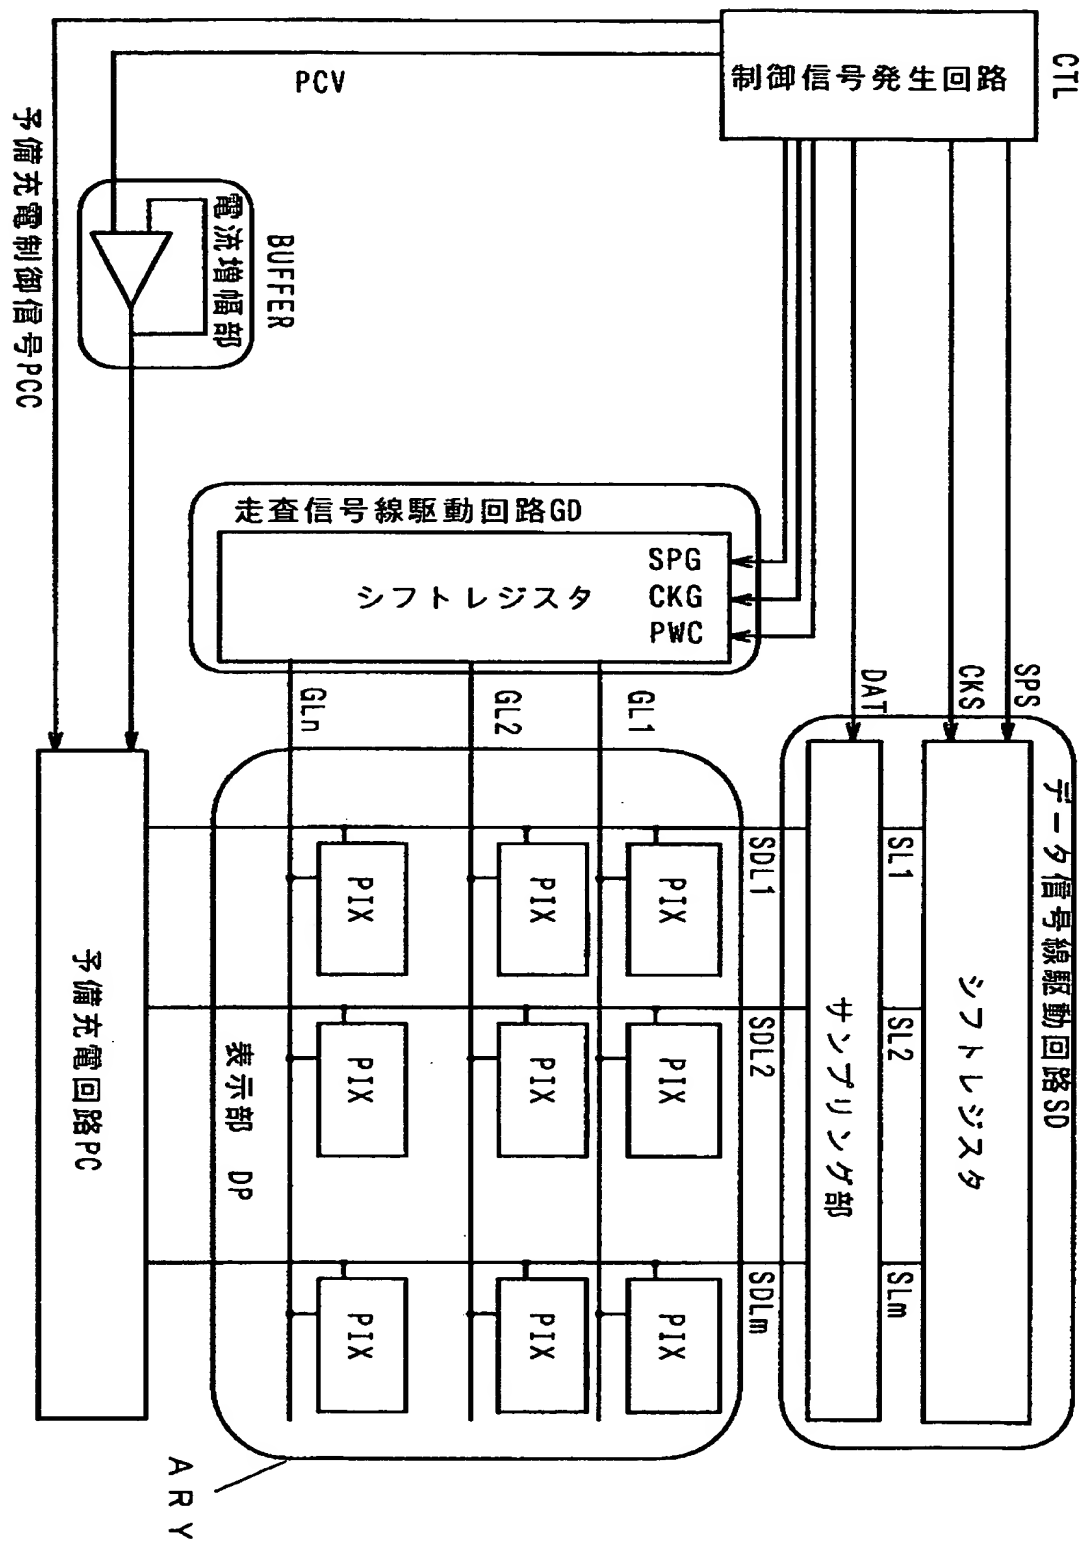 CTL
制御信号発生回路
PCV
予備充電制御信号PCC
BUFFER
電流増幅部
走査信号線駆動回路GD
シフトレジスタ
SPG
CKG
PWC
SPS
CKS
DAT
データ信号線駆動回路SD
シフトレジスタ
サンプリング部
SL1
SL2
SLm
SDL1
SDL2
SDLm
GL1
GL2
GLn
PIX
PIX
PIX
PIX
PIX
PIX
PIX
PIX
PIX
表示部 DP
予備充電回路PC
ARY